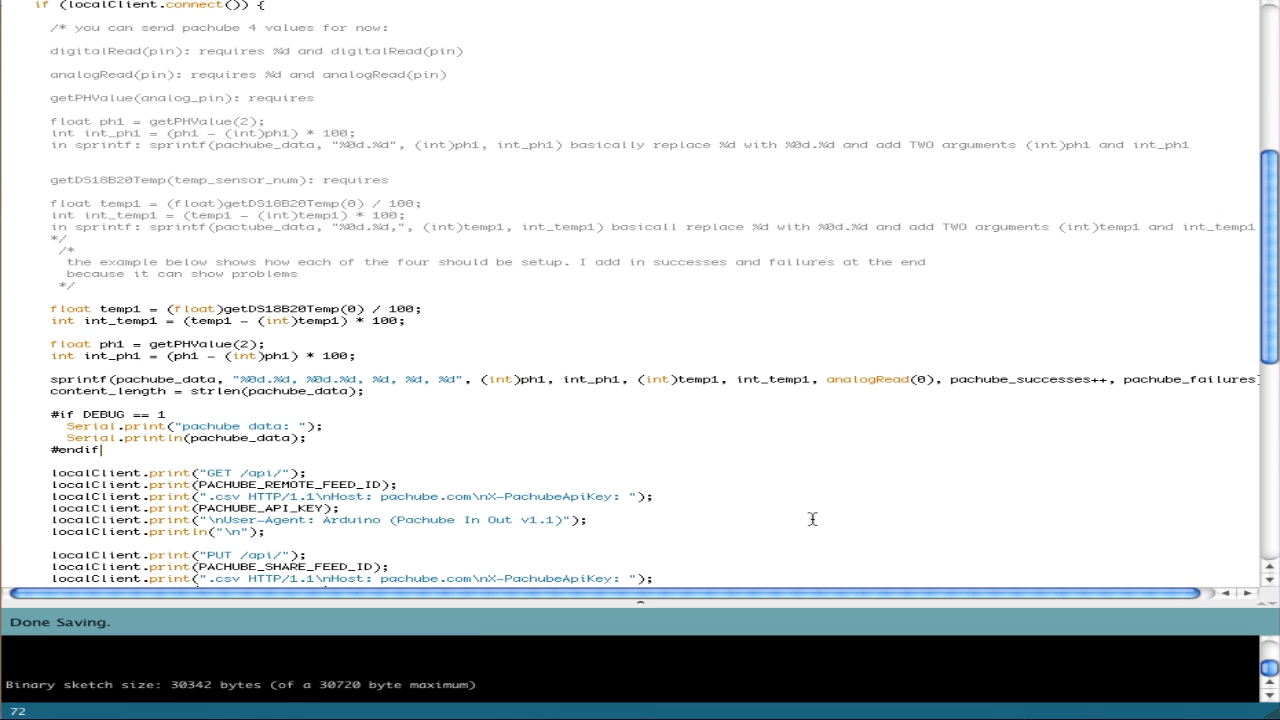 if (localClient.connect()) {
/* you can send pachube 4 values for now:
digitalRead(pin): requires %d and digitalRead(pin)
analogRead(pin): requires %d and analogRead(pin)
getPHValue(analog_pin): requires
float ph1 = getPHValue(2);
int int_ph1 = (ph1 - (int)ph1) * 100;
in sprintf: sprintf(pachube_data, "%0d.%d", (int)ph1, int_ph1) basically replace %d with %0d.%d and add TWO arguments (int)ph1 and int_ph1
getDS18B20Temp(temp_sensor_num): requires
float temp1 = (float)getDS18B20Temp(0) / 100;
int int_temp1 = (temp1 - (int)temp1) * 100;
in sprintf: sprintf(pactube_data, "%0d.%d,", (int)temp1, int_temp1) basicall replace %d with %0d.%d and add TWO arguments (int)temp1 and int_temp1
*/
/*
the example below shows how each of the four should be setup. I add in successes and failures at the end
because it can show problems
*/
float temp1 = (float)getDS18B20Temp(0) / 100;
int int_temp1 = (temp1 - (int)temp1) * 100;
float ph1 = getPHValue(2);
int int_ph1 = (ph1 - (int)ph1) * 100;
sprintf(pachube_data, "%0d.%d, %0d.%d, %d, %d, %d", (int)ph1, int_ph1, (int)temp1, int_temp1, analogRead(0), pachube_successes++, pachube_failures)
content_length = strlen(pachube_data);
#if DEBUG == 1
Serial.print("pachube data: ");
Serial.println(pachube_data);
#endif
localClient.print("GET /api/");
localClient.print(PACHUBE_REMOTE_FEED_ID);
localClient.print(".csv HTTP/1.1\nHost: pachube.com\nX-PachubeApiKey: ");
localClient.print(PACHUBE_API_KEY);
localClient.print("\nUser-Agent: Arduino (Pachube In Out v1.1)");
localClient.println("\n");
localClient.print("PUT /api/");
localClient.print(PACHUBE_SHARE_FEED_ID);
localClient.print(".csv HTTP/1.1\nHost: pachube.com\nX-PachubeApiKey: ");
Done Saving.
Binary sketch size: 30342 bytes (of a 30720 byte maximum)
72